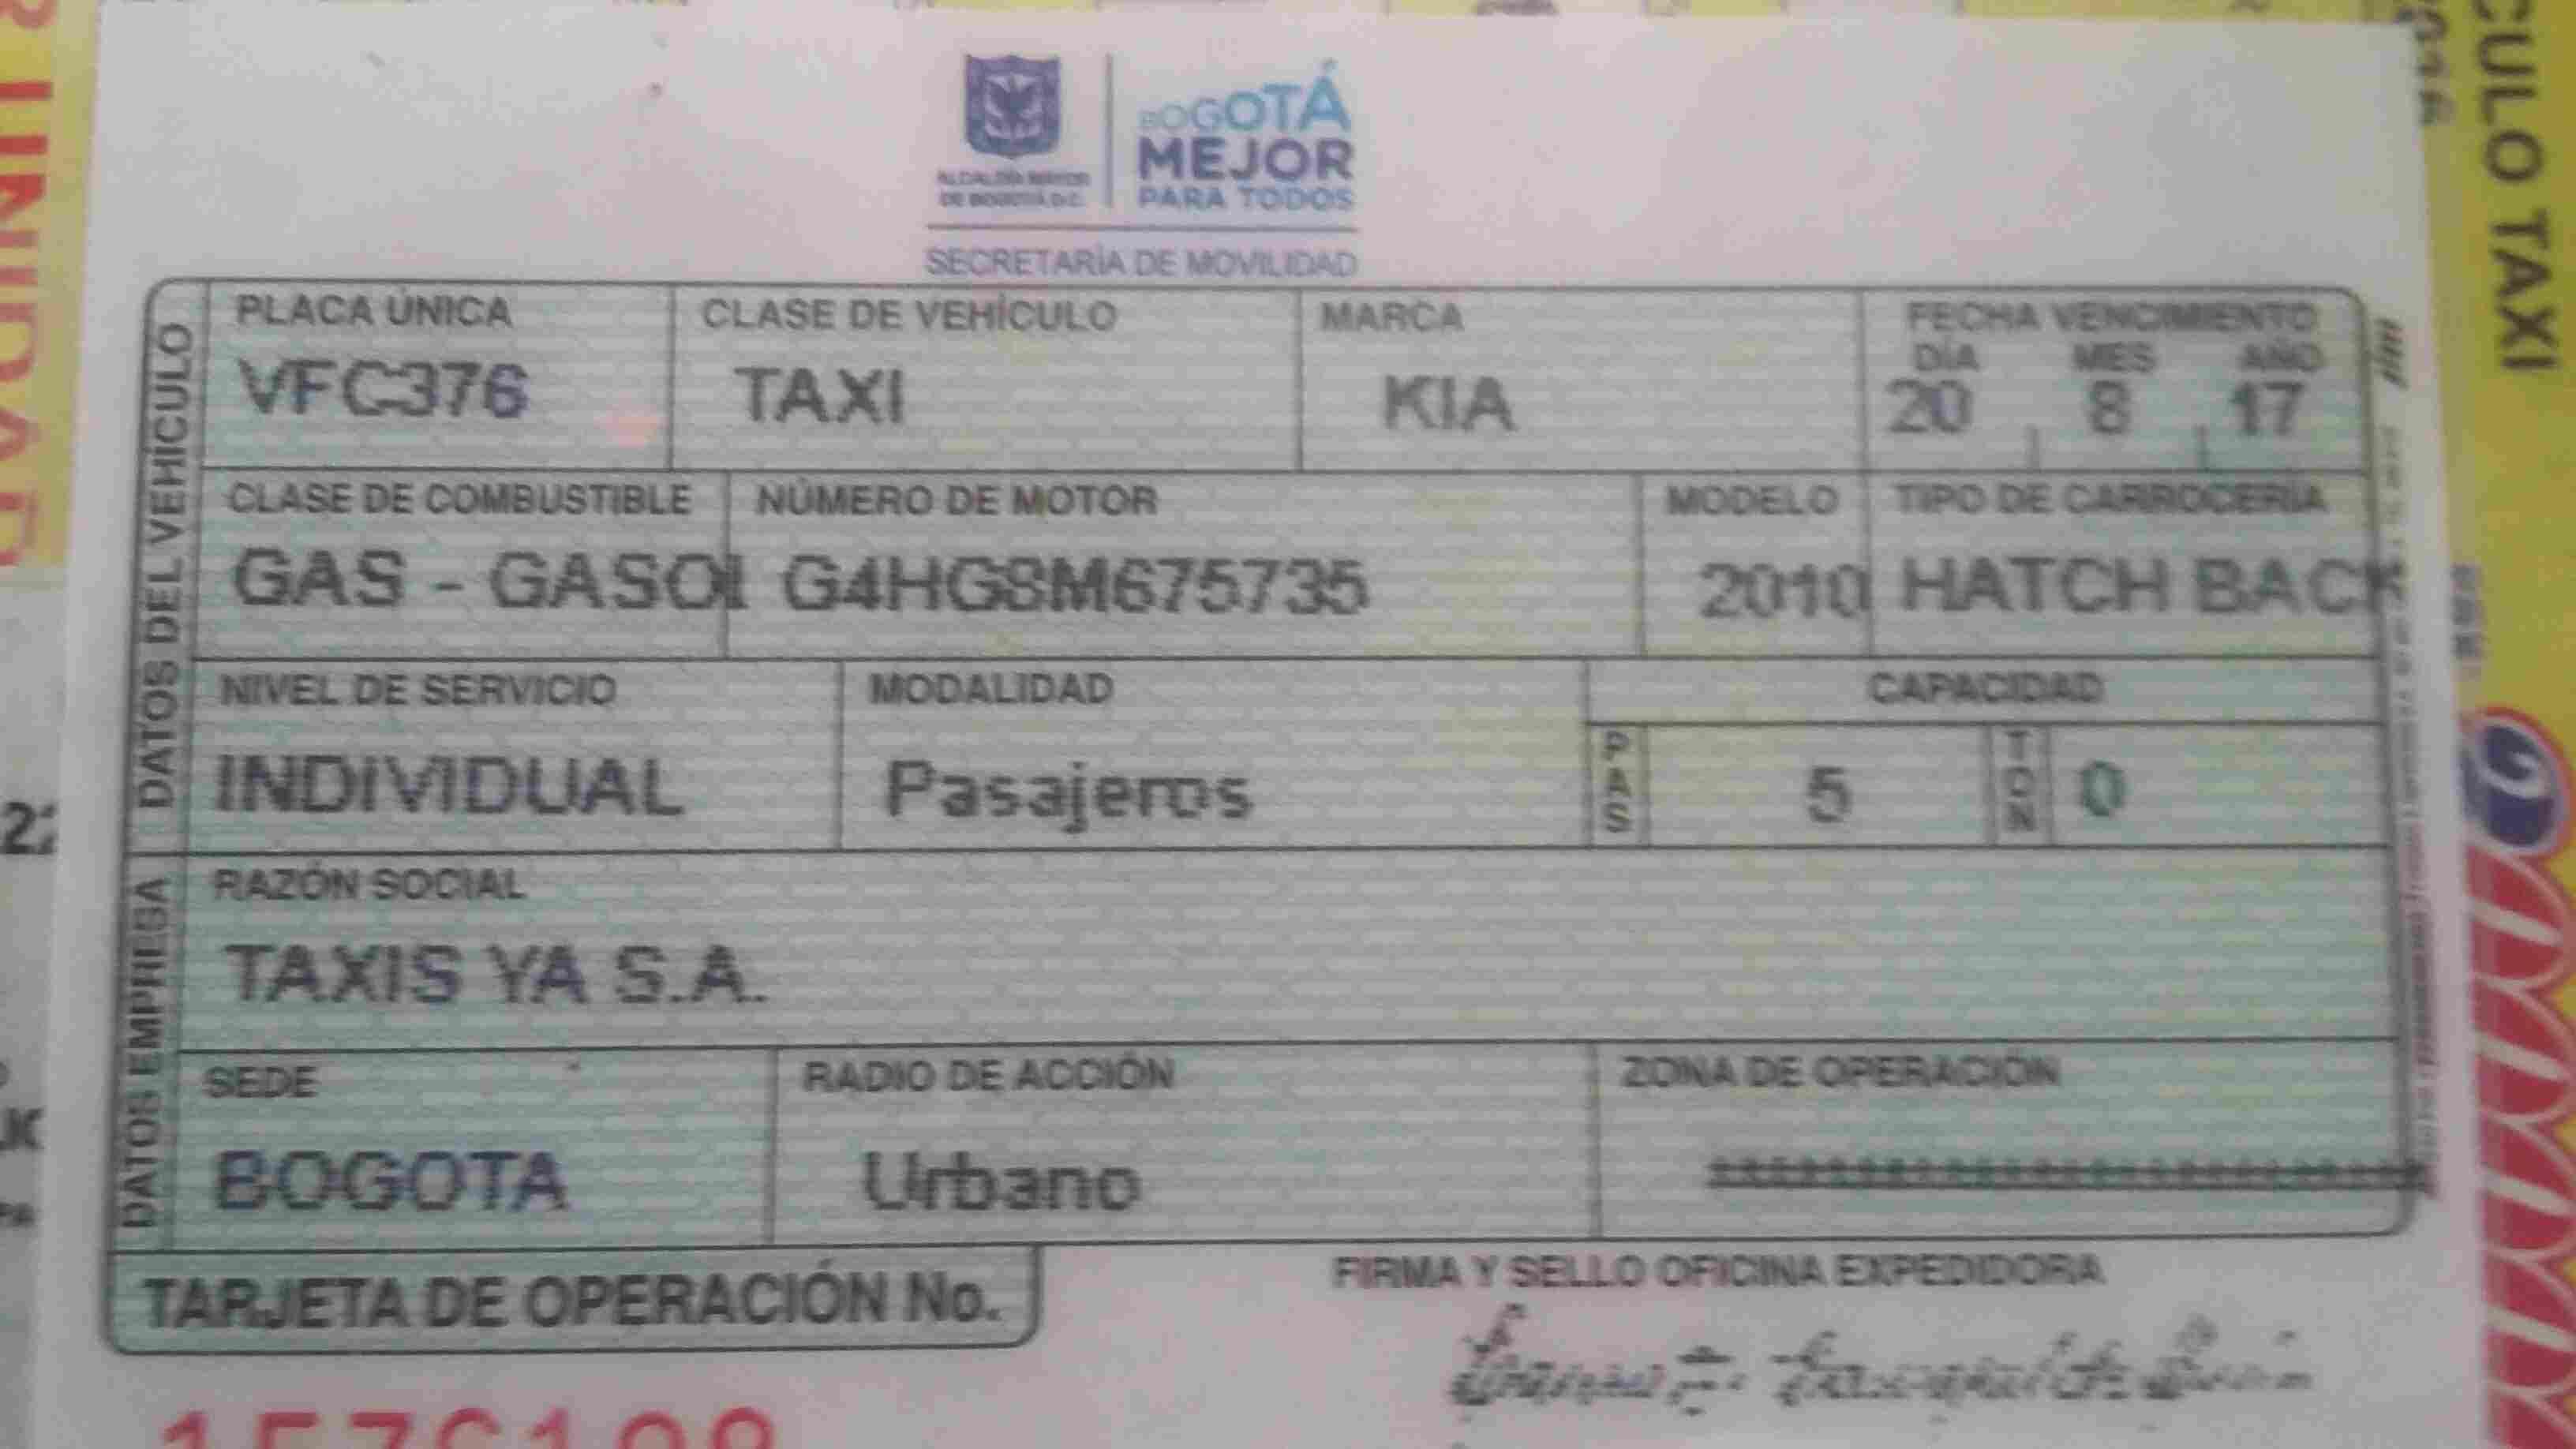 ALCALDÍA MAYOR
DE BOGOTÁ D.C.
BOGOTÁ
MEJOR
PARA TODOS
SECRETARÍA DE MOVILIDAD
DATOS DEL VEHÍCULO
PLACA ÚNICA CLASE DE VEHÍCULO MARCA FECHA VENCIMIENTO
DÍA MES AÑO
VFC376 TAXI KIA 20 8 17
CLASE DE COMBUSTIBLE NÚMERO DE MOTOR MODELO TIPO DE CARROCERÍA
GAS - GASOI G4HG8M675735 2010 HATCH BACK
NIVEL DE SERVICIO MODALIDAD CAPACIDAD
INDIVIDUAL Pasajeros PAS 5 TON 0
DATOS EMPRESA
RAZÓN SOCIAL
TAXIS YA S.A.
SEDE RADIO DE ACCIÓN ZONA DE OPERACIÓN
BOGOTA Urbano
TARJETA DE OPERACIÓN No.
FIRMA Y SELLO OFICINA EXPEDIDORA
CULO TAXI
2016